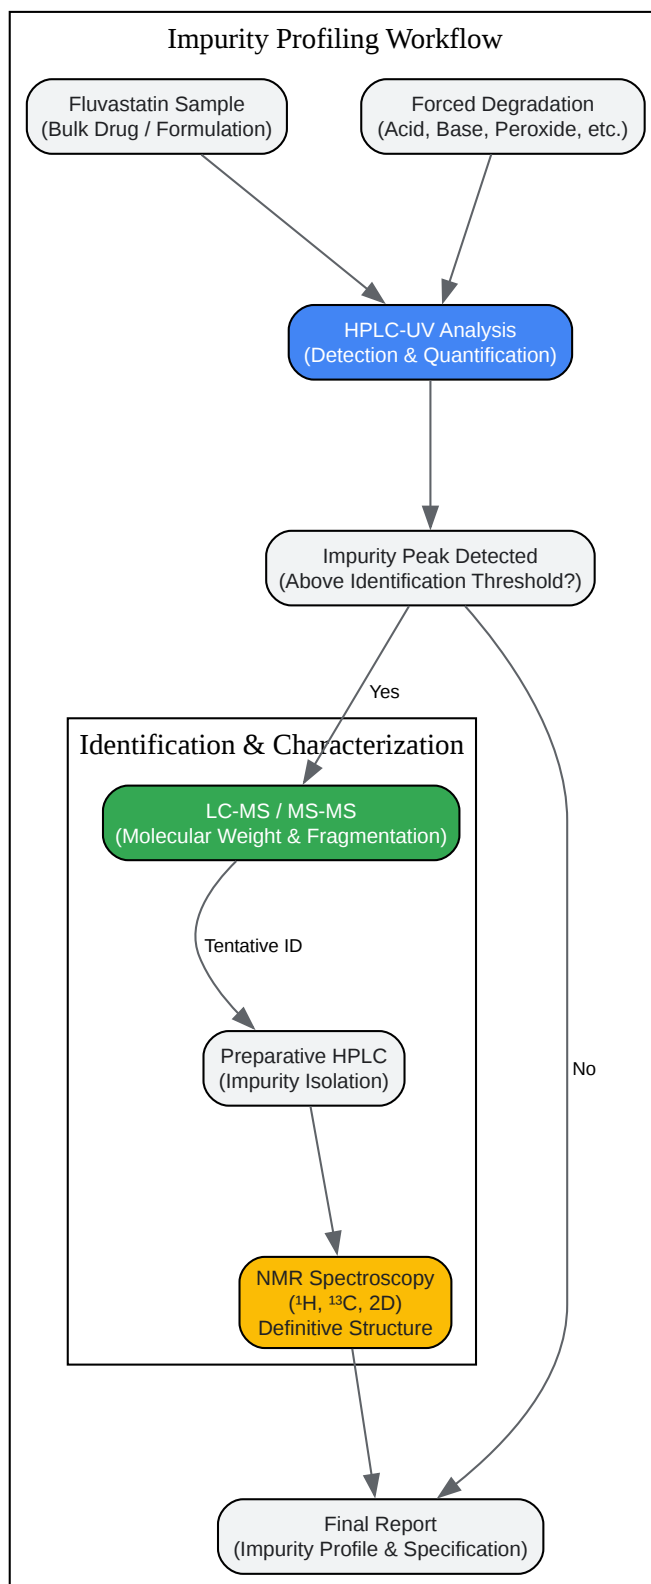 Impurity Profiling Workflow
Fluvastatin Sample
(Bulk Drug / Formulation)
Forced Degradation
(Acid, Base, Peroxide, etc.)
HPLC-UV Analysis
(Detection & Quantification)
Impurity Peak Detected
(Above Identification Threshold?)
Yes
Identification & Characterization
LC-MS / MS-MS
(Molecular Weight & Fragmentation)
Tentative ID
Preparative HPLC
(Impurity Isolation)
No
NMR Spectroscopy
(¹H, ¹³C, 2D)
Definitive Structure
Final Report
(Impurity Profile & Specification)